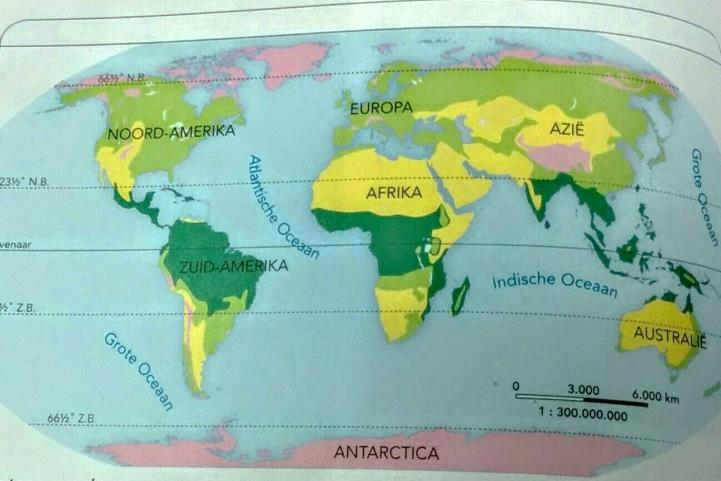 66½° N.B.
EUROPA
NOORD-AMERIKA
AZIË
Atlantische Oceaan
Grote Oceaan
23½° N.B.
AFRIKA
venaar
ZUID-AMERIKA
Indische Oceaan
½° Z.B.
AUSTRALIË
Grote Oceaan
0 3.000 6.000 km
1 : 300.000.000
66½° Z.B
ANTARCTICA